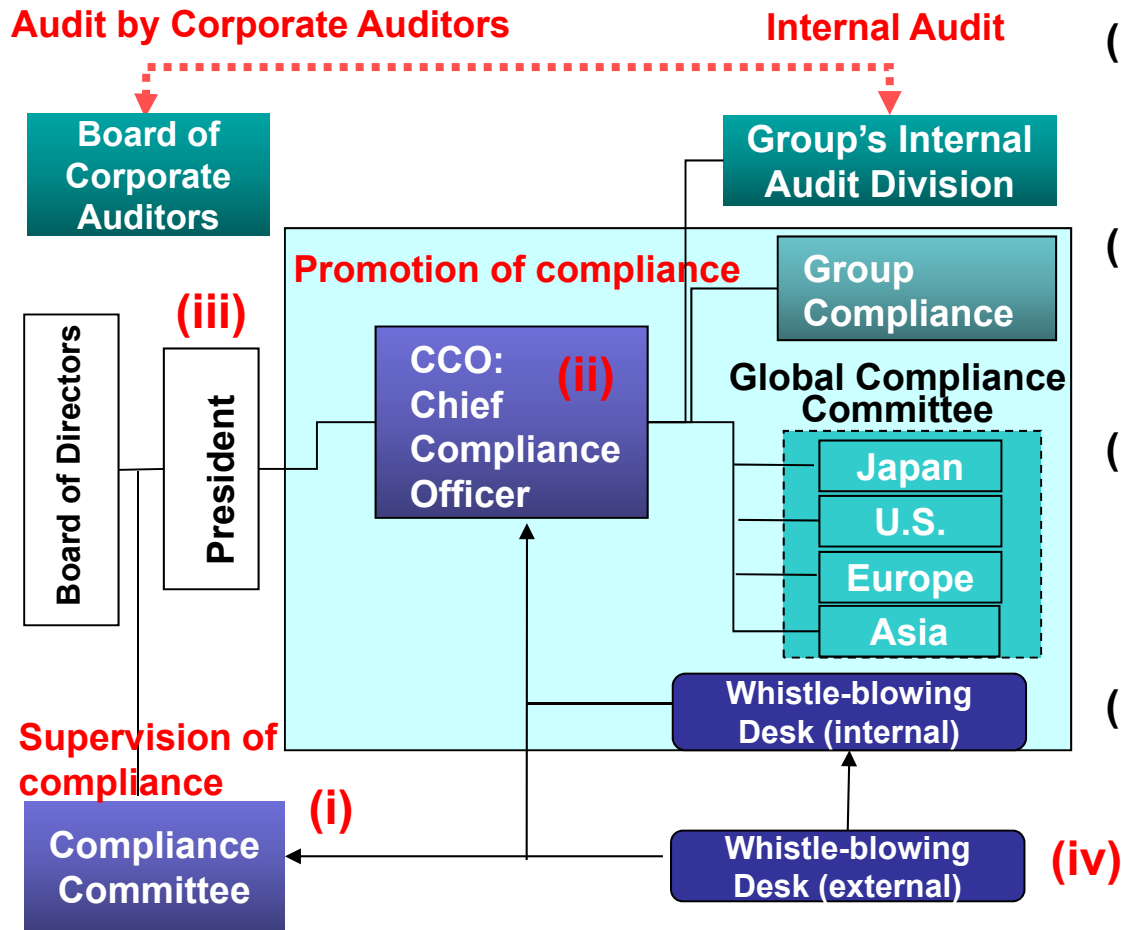 Audit by Corporate Auditors
Internal Audit
(
Board of
Corporate
Auditors
Group's Internal
Audit Division
(
Promotion of compliance
Group
Compliance
(iii)
Board of Directors
President
CCO:
Chief
Compliance
Officer
(ii)
Global Compliance
Committee
(
Japan
U.S.
Europe
Asia
Whistle-blowing
Desk (internal)
(
Supervision of
compliance
(i)
Compliance
Committee
Whistle-blowing
Desk (external)
(iv)